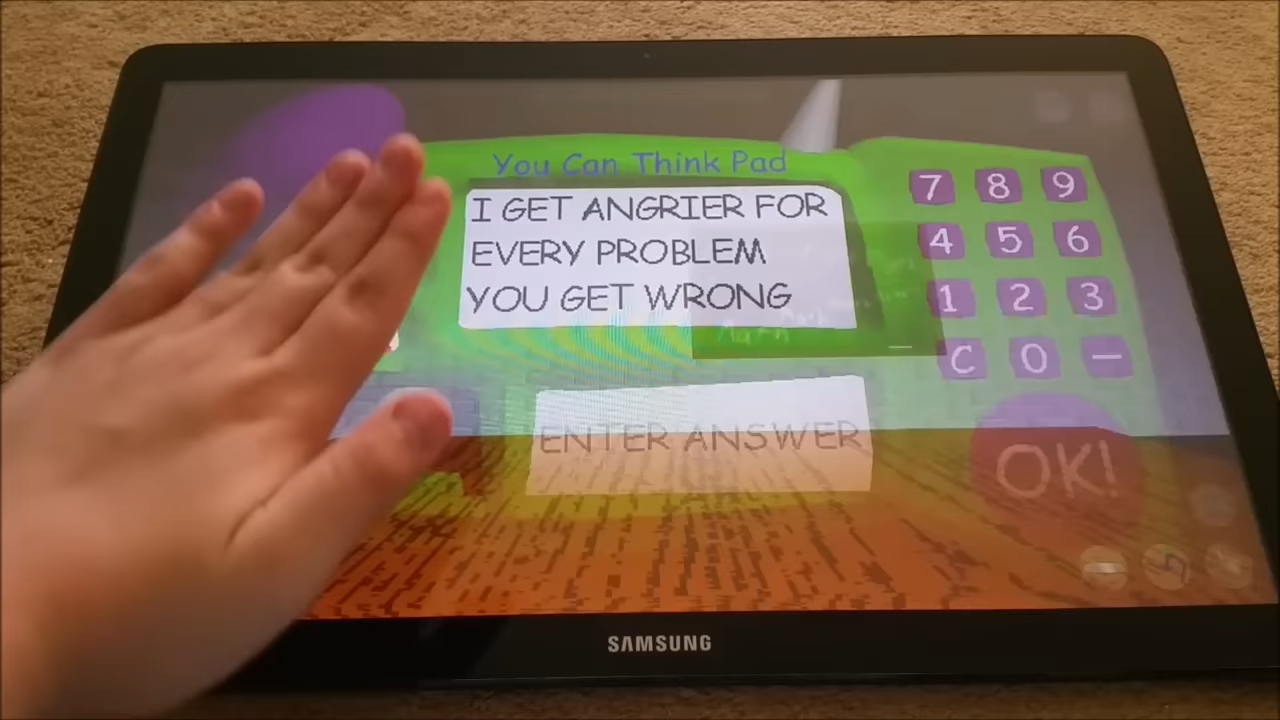 You Can Think Pad
I GET ANGRIER FOR
EVERY PROBLEM
YOU GET WRONG
7 8 9
4 5 6
1 2 3
C 0 —
ENTER ANSWER
OK!
SAMSUNG